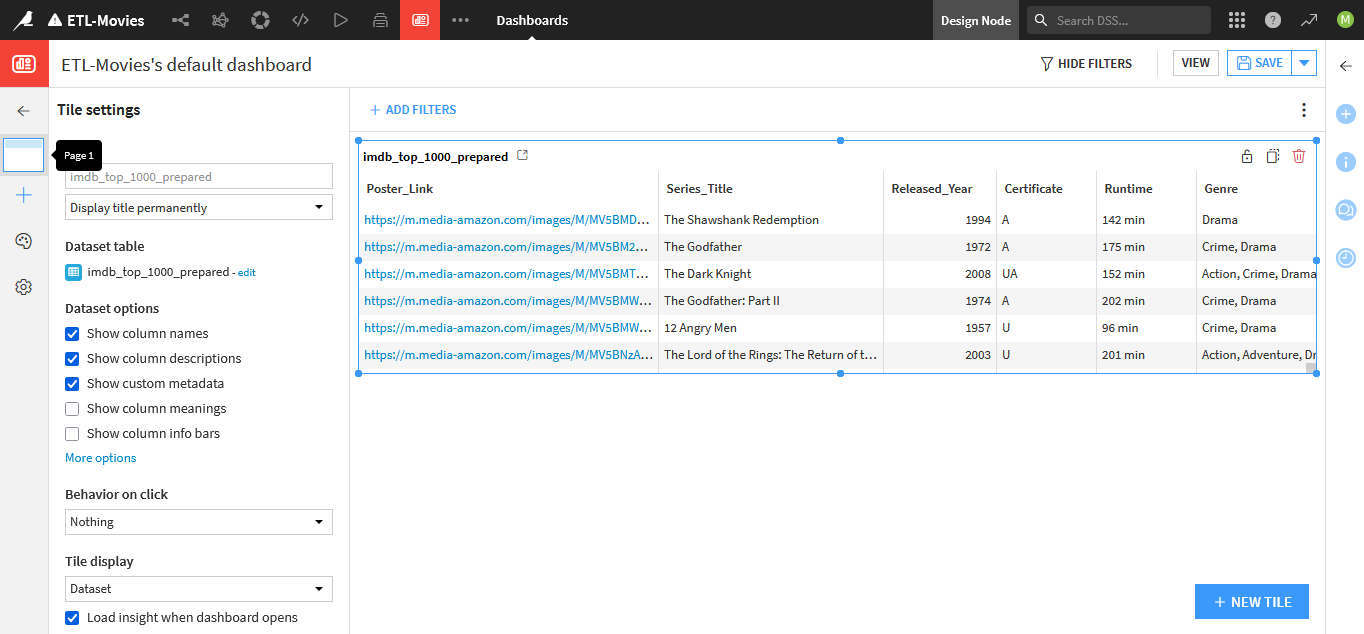 ETL-Movies
Dashboards
Design Node
Search DSS...
?
M
ETL-Movies's default dashboard
HIDE FILTERS
VIEW
SAVE
Tile settings
ADD FILTERS
Page 1
imdb_top_1000_prepared
Display title permanently
Dataset table
imdb_top_1000_prepared - edit
Dataset options
Show column names
Show column descriptions
Show custom metadata
Show column meanings
Show column info bars
More options
Behavior on click
Nothing
Tile display
Dataset
Load insight when dashboard opens
imdb_top_1000_prepared
Poster_Link Series_Title Released_Year Certificate Runtime Genre
https://m.media-amazon.com/images/M/MV5BMD... The Shawshank Redemption 1994 A 142 min Drama
https://m.media-amazon.com/images/M/MV5BM2... The Godfather 1972 A 175 min Crime, Drama
https://m.media-amazon.com/images/M/MV5BMT... The Dark Knight 2008 UA 152 min Action, Crime, Drama
https://m.media-amazon.com/images/M/MV5BMW... The Godfather: Part II 1974 A 202 min Crime, Drama
https://m.media-amazon.com/images/M/MV5BMW... 12 Angry Men 1957 U 96 min Crime, Drama
https://m.media-amazon.com/images/M/MV5BNzA... The Lord of the Rings: The Return of t... 2003 U 201 min Action, Adventure, Dr
+ NEW TILE